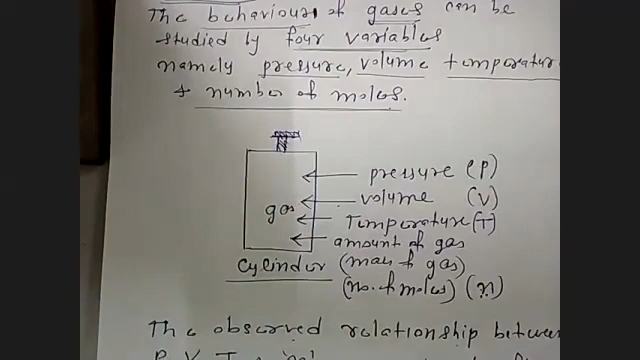 The behaviour of gases can be
studied by four variables
namely pressure, volume temperature
& number of moles.
pressure (P)
volume (V)
gas
Temperature (T)
amount of gas
cylinder (mass of gas)
(no. of moles) (n)
The observed relationship between
P, V, T & 'n'